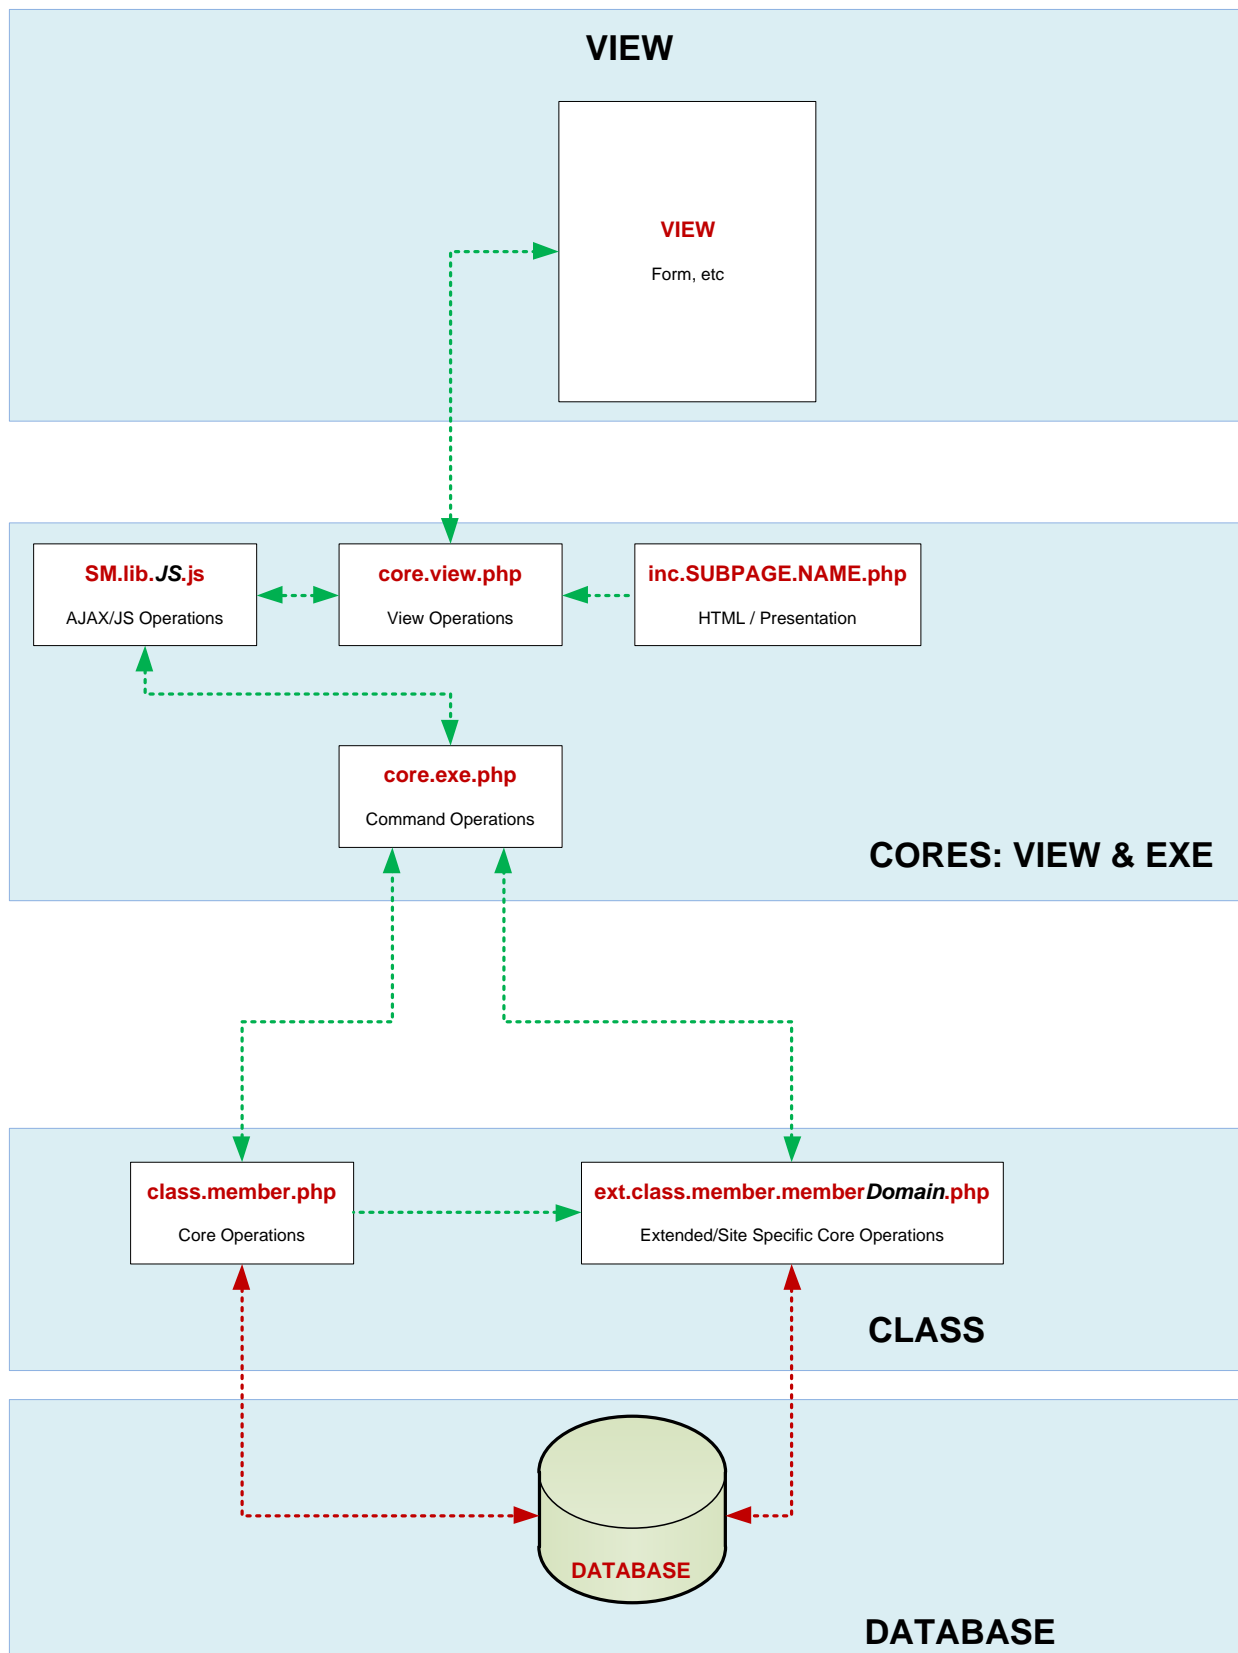 VIEW
VIEW
Form, etc
SM.lib.JS.js
AJAX/JS Operations
core.view.php
View Operations
inc.SUBPAGE.NAME.php
HTML / Presentation
core.exe.php
Command Operations
CORES: VIEW & EXE
class.member.php
Core Operations
ext.class.member.memberDomain.php
Extended/Site Specific Core Operations
CLASS
DATABASE
DATABASE